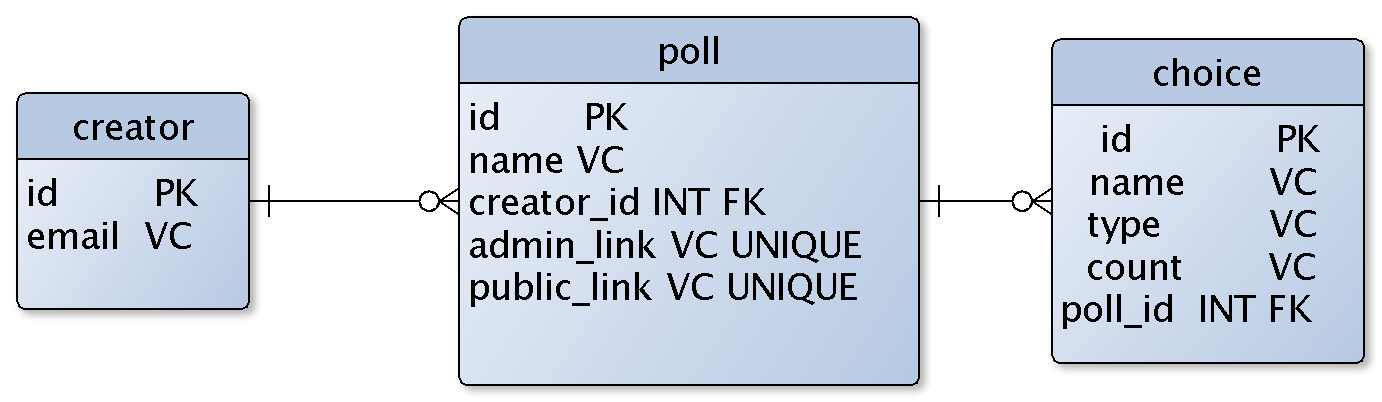 creator
id PK
email VC
poll
id PK
name VC
creator_id INT FK
admin_link VC UNIQUE
public_link VC UNIQUE
choice
id PK
name VC
type VC
count VC
poll_id INT FK